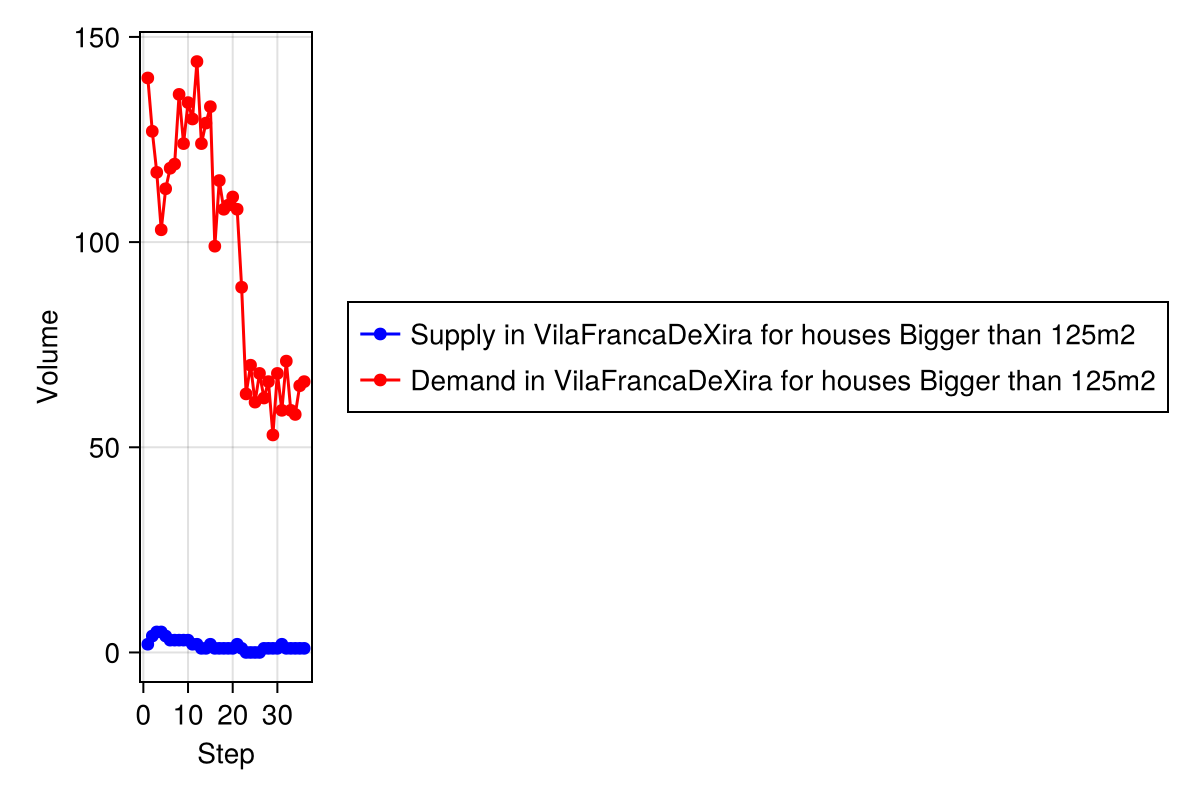 150
100
50
0
Volume
0 10 20 30
Step
Supply in VilaFrancaDeXira for houses Bigger than 125m2
Demand in VilaFrancaDeXira for houses Bigger than 125m2